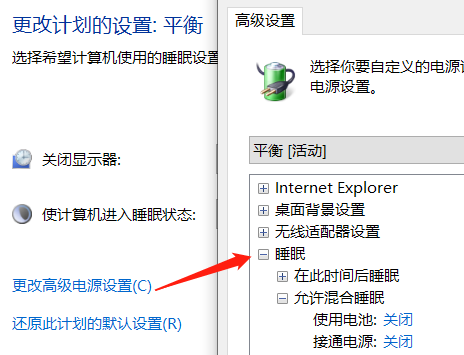 更改计划的设置: 平衡
选择希望计算机使用的睡眠设置
关闭显示器:
使计算机进入睡眠状态:
更改高级电源设置(C)
还原此计划的默认设置(R)
高级设置
选择你要自定义的电源
电源设置。
平衡 [活动]
Internet Explorer
桌面背景设置
无线适配器设置
睡眠
在此时间后睡眠
允许混合睡眠
使用电池: 关闭
接通电源: 关闭